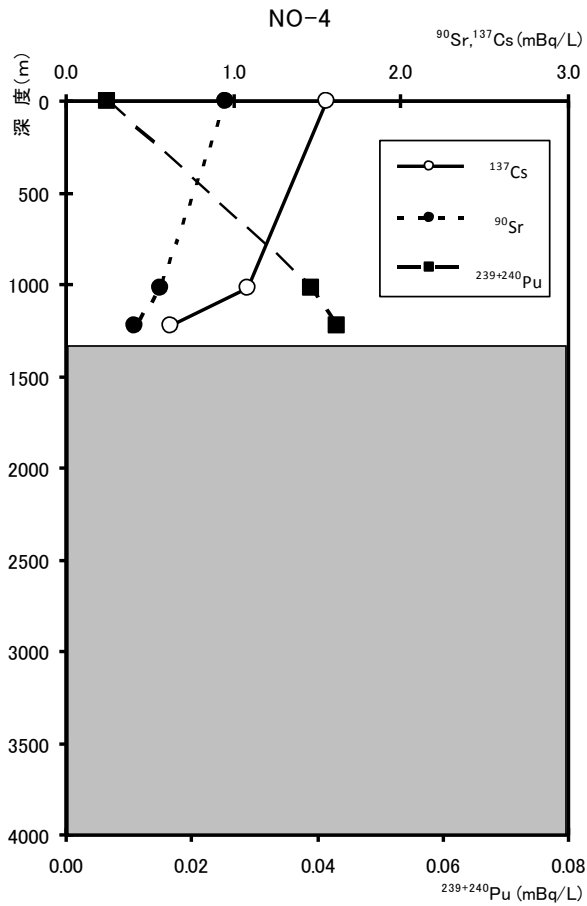 NO-4
⁹⁰Sr,¹³⁷Cs(mBq/L)
0.0 1.0 2.0 3.0
深 度(m)
0
500
1000
1500
2000
2500
3000
3500
4000
¹³⁷Cs
⁹⁰Sr
²³⁹⁺²⁴⁰Pu
0.00 0.02 0.04 0.06 0.08
²³⁹⁺²⁴⁰Pu (mBq/L)